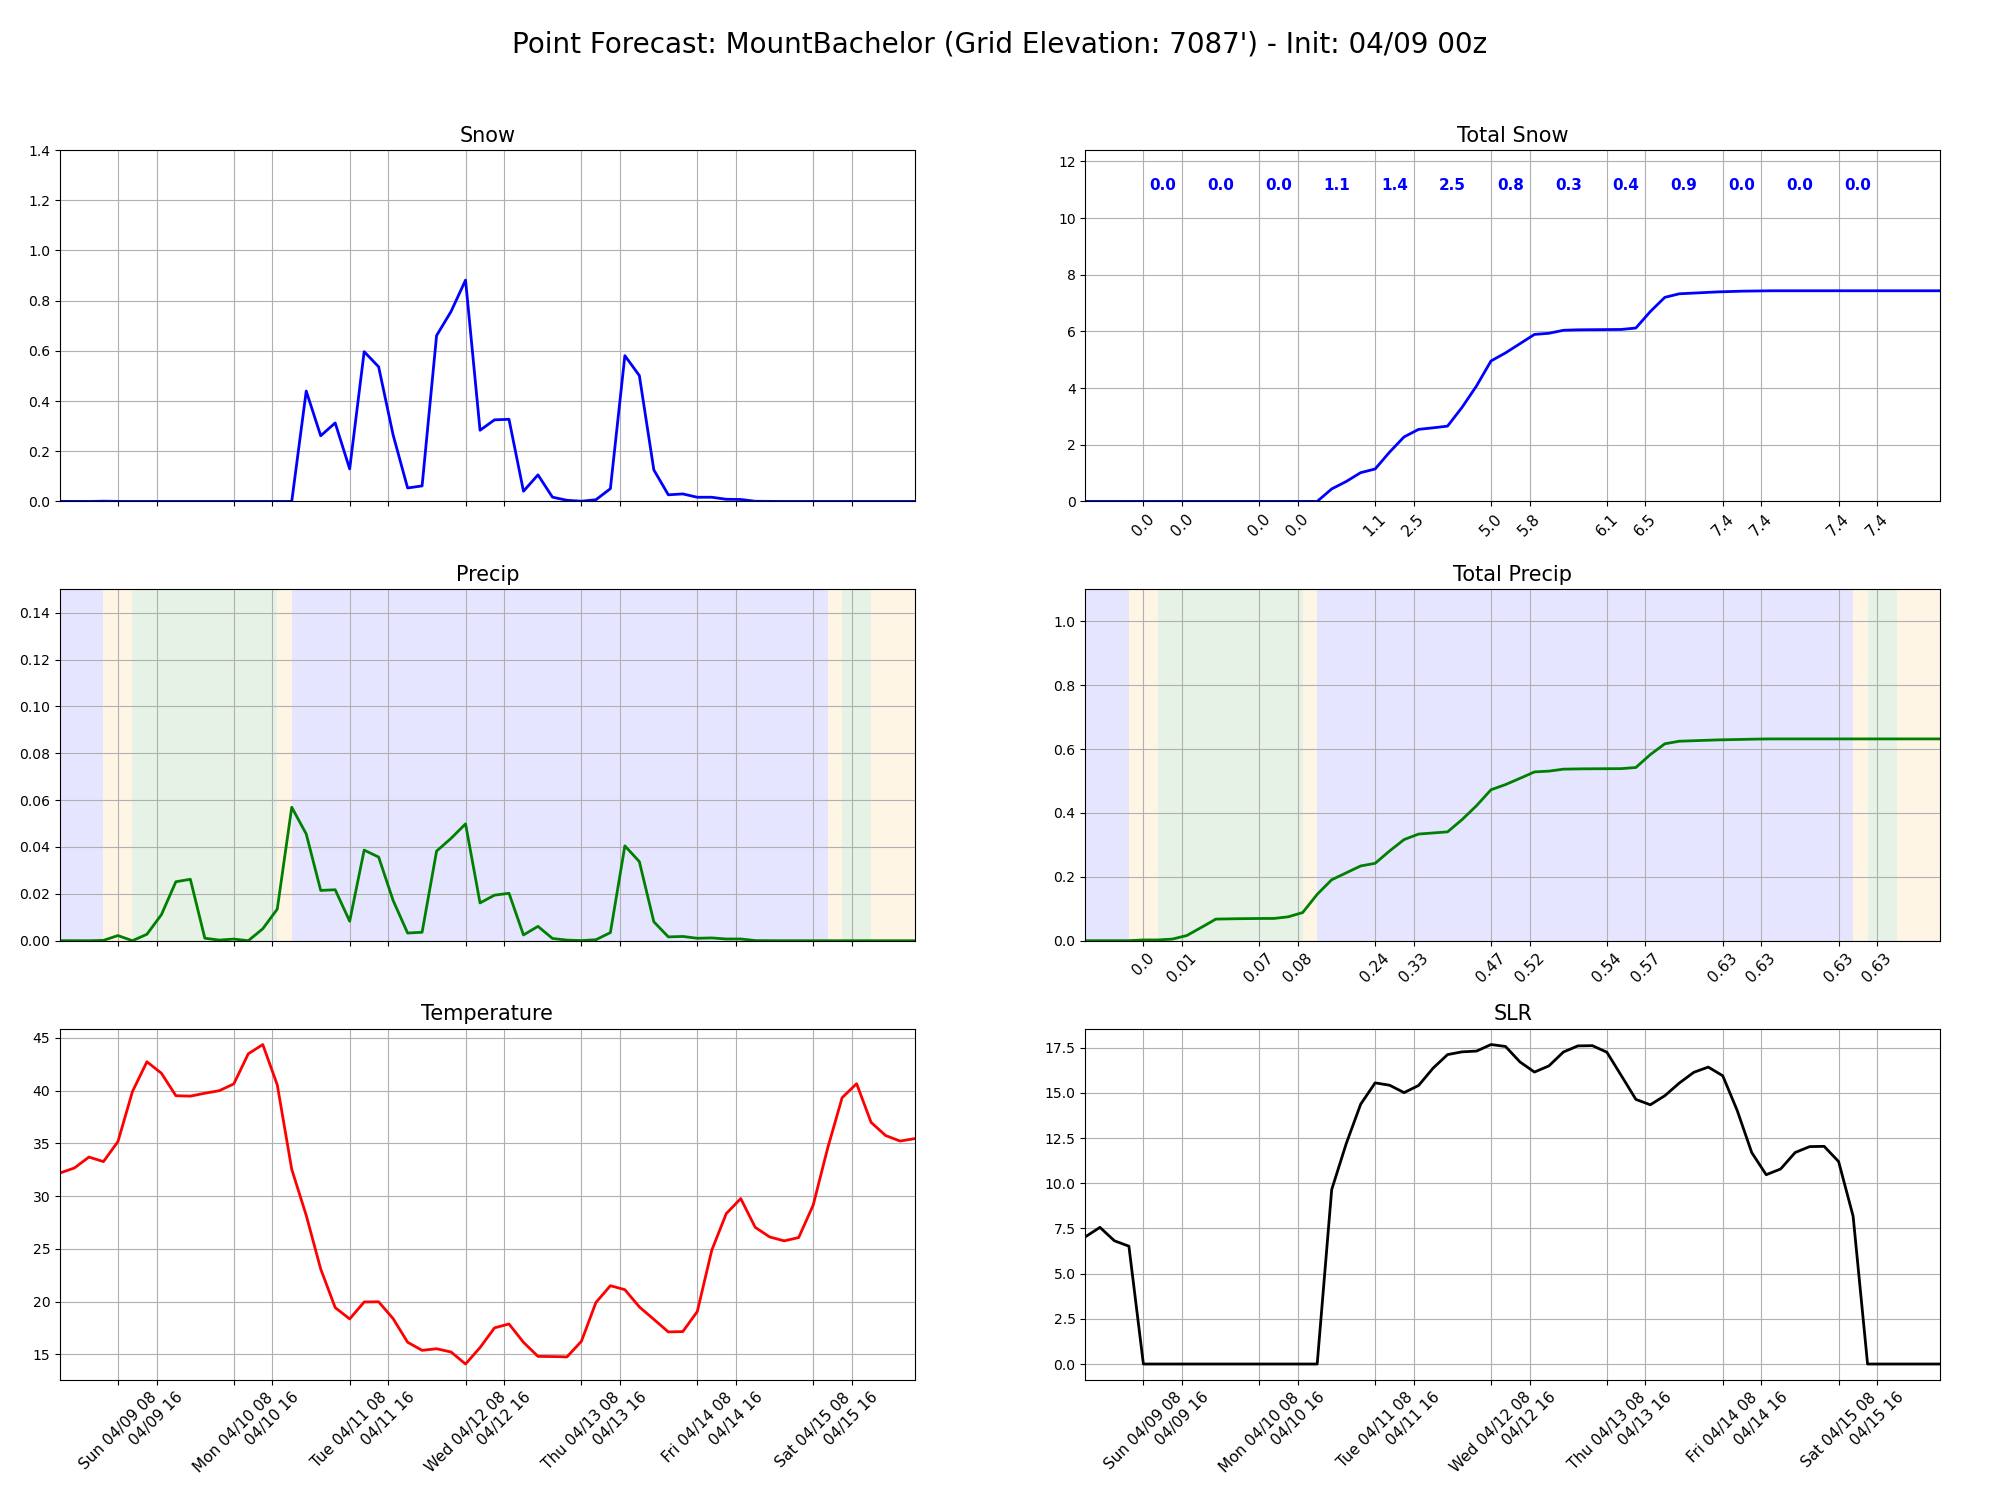 Point Forecast: MountBachelor (Grid Elevation: 7087') - Init: 04/09 00z
Snow
1.4
1.2
1.0
0.8
0.6
0.4
0.2
0.0
Total Snow
12
10
8
6
4
2
0
0.0 0.0 0.0 1.1 1.4 2.5 0.8 0.3 0.4 0.9 0.0 0.0 0.0
0.0 0.0 0.0 0.0 1.1 2.5 5.0 5.8 6.1 6.5 7.4 7.4 7.4 7.4
Precip
0.14
0.12
0.10
0.08
0.06
0.04
0.02
0.00
Total Precip
1.0
0.8
0.6
0.4
0.2
0.0
0.0 0.01 0.07 0.08 0.24 0.33 0.47 0.52 0.54 0.57 0.63 0.63 0.63 0.63
Temperature
45
40
35
30
25
20
15
Sun 04/09 08
04/09 16
Mon 04/10 08
04/10 16
Tue 04/11 08
04/11 16
Wed 04/12 08
04/12 16
Thu 04/13 08
04/13 16
Fri 04/14 08
04/14 16
Sat 04/15 08
04/15 16
SLR
17.5
15.0
12.5
10.0
7.5
5.0
2.5
0.0
Sun 04/09 08
04/09 16
Mon 04/10 08
04/10 16
Tue 04/11 08
04/11 16
Wed 04/12 08
04/12 16
Thu 04/13 08
04/13 16
Fri 04/14 08
04/14 16
Sat 04/15 08
04/15 16